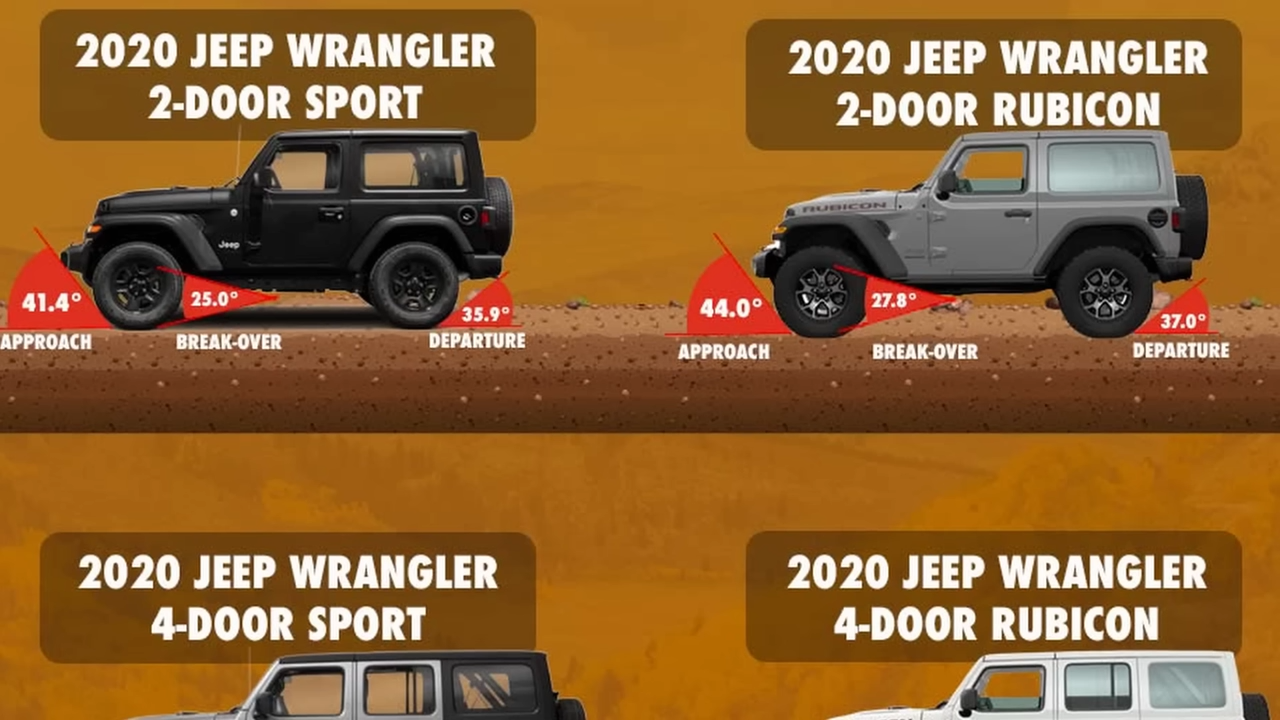 2020 JEEP WRANGLER
2-DOOR SPORT
Jeep
41.4°
25.0°
35.9°
APPROACH
BREAK-OVER
DEPARTURE
2020 JEEP WRANGLER
2-DOOR RUBICON
RUBICON
44.0°
27.8°
37.0°
APPROACH
BREAK-OVER
DEPARTURE
2020 JEEP WRANGLER
4-DOOR SPORT
2020 JEEP WRANGLER
4-DOOR RUBICON